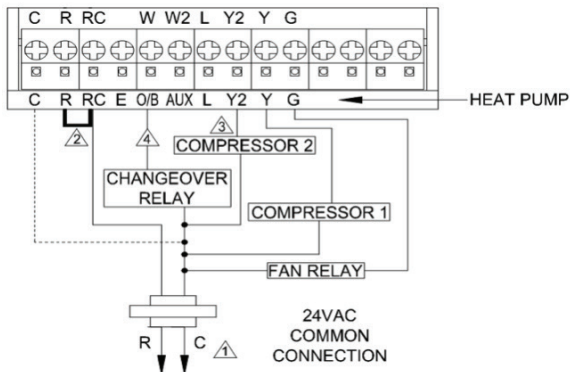 C R RC W W2 L Y2 Y G
C R RC E O/B AUX L Y2 Y G
HEAT PUMP
2 4 3
COMPRESSOR 2
CHANGEOVER
RELAY
COMPRESSOR 1
FAN RELAY
24VAC
COMMON
CONNECTION
R C 1